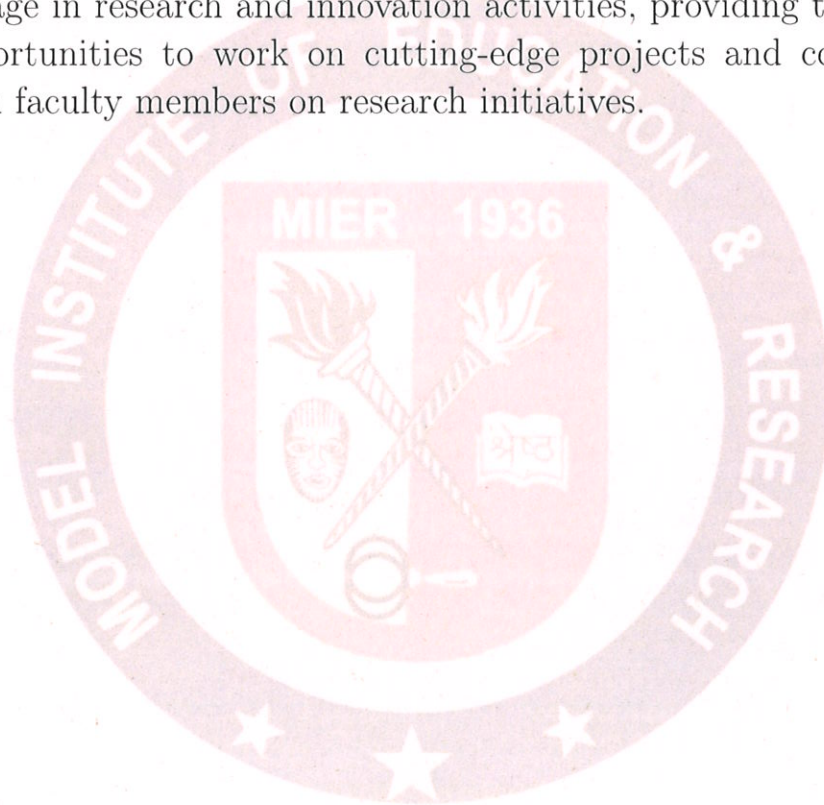 age in research and innovation activities, providing t
ortunities to work on cutting-edge projects and co
faculty members on research initiatives.
MODEL INSTITUTE OF EDUCATION & RESEARCH
MIER 1936
श्रेष्ठ